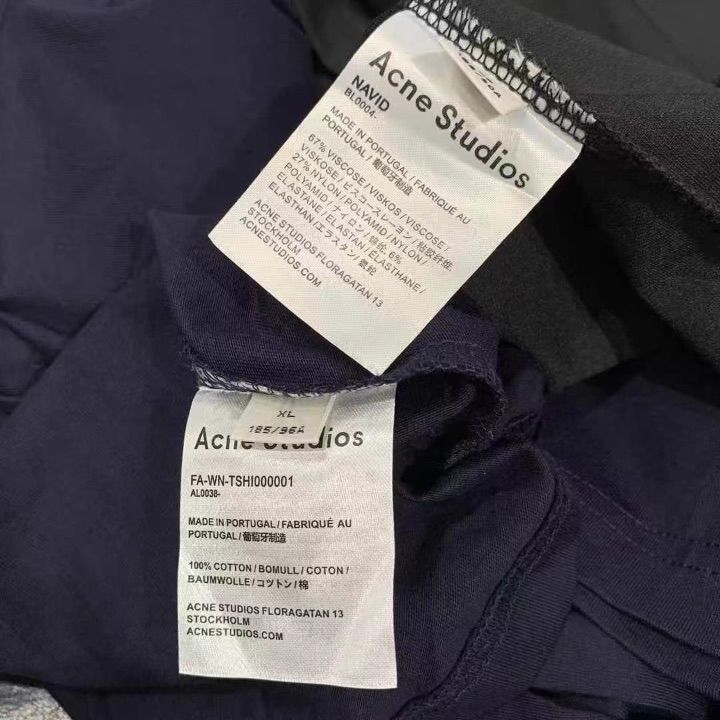 185/80A
Acne Studios
NAVID
BL0004-
MADE IN PORTUGAL / FABRIQUÉ AU
PORTUGAL / 葡萄牙制造
67% VISCOSE / VISKOS / VISCOSE /
VISKOSE / ビスコースレーヨン / 粘胶纤维,
27% NYLON / POLYAMID / NYLON /
POLYAMID / ナイロン / 锦纶, 6%
ELASTANE / ELASTAN / ELASTHANE /
ELASTHAN / エラスタン / 氨纶
ACNE STUDIOS FLORAGATAN 13
STOCKHOLM
ACNESTUDIOS.COM
XL
185/96A
Acne Studios
FA-WN-TSHI000001
AL0038-
MADE IN PORTUGAL / FABRIQUÉ AU
PORTUGAL / 葡萄牙制造
100% COTTON / BOMULL / COTON /
BAUMWOLLE / コツトン / 棉
ACNE STUDIOS FLORAGATAN 13
STOCKHOLM
ACNESTUDIOS.COM